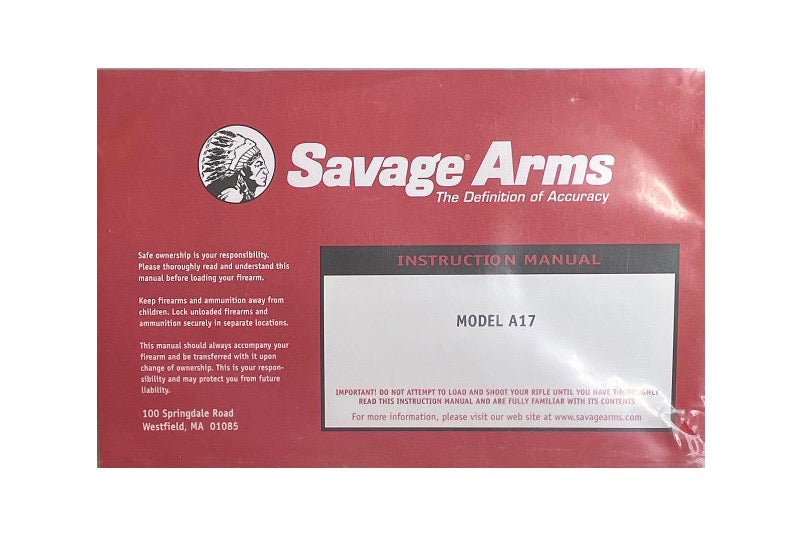 Savage® Arms
The Definition of Accuracy
Safe ownership is your responsibility.
Please thoroughly read and understand this
manual before loading your firearm.
Keep firearms and ammunition away from
children. Lock unloaded firearms and
ammunition securely in separate locations.
This manual should always accompany your
firearm and be transferred with it upon
change of ownership. This is your respon-
sibility and may protect you from future
liability.
100 Springdale Road
Westfield, MA 01085
INSTRUCTION MANUAL
MODEL A17
IMPORTANT! DO NOT ATTEMPT TO LOAD AND SHOOT YOUR RIFLE UNTIL YOU HAVE THOROUGHLY
READ THIS INSTRUCTION MANUAL AND ARE FULLY FAMILIAR WITH ITS CONTENTS
For more information, please visit our web site at www.savagearms.com